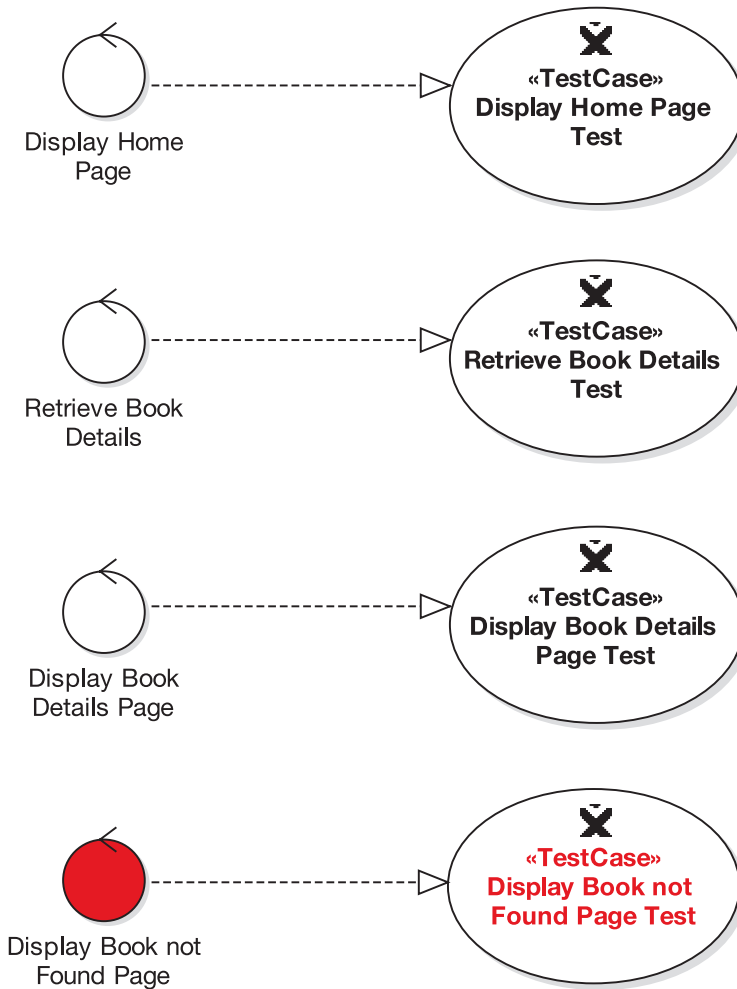 «TestCase»
Display Home Page
Test
Display Home
Page
«TestCase»
Retrieve Book Details
Test
Retrieve Book
Details
«TestCase»
Display Book Details
Page Test
Display Book
Details Page
«TestCase»
Display Book not
Found Page Test
Display Book not
Found Page